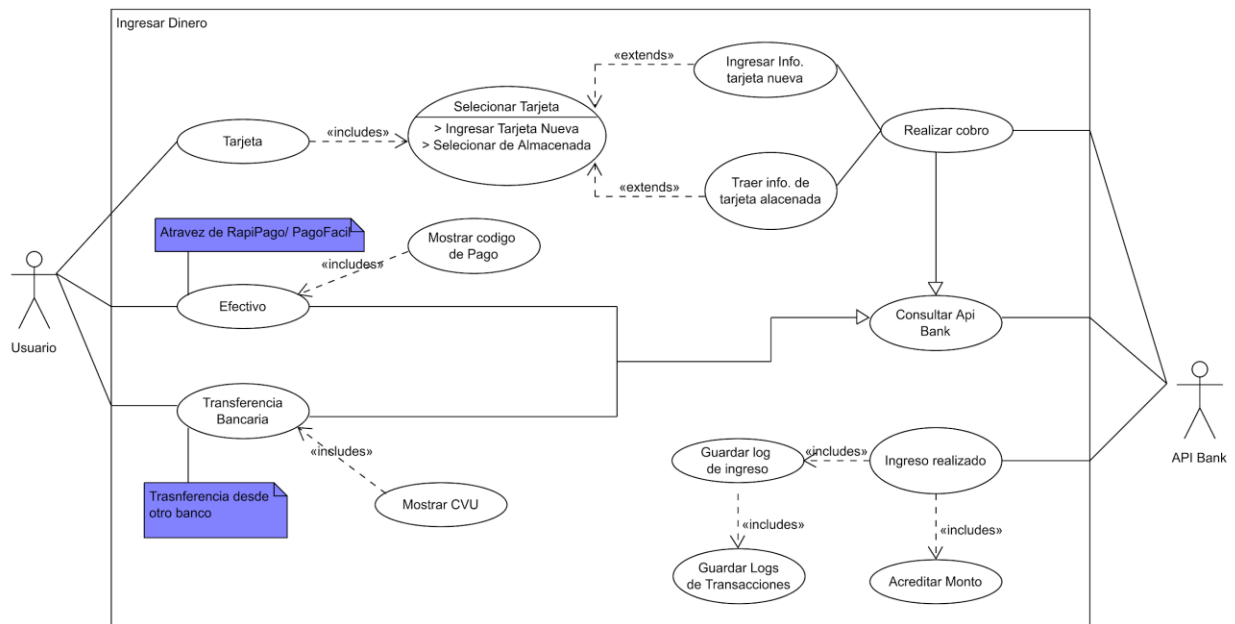 Ingresar Dinero
«extends»
Ingresar Info.
tarjeta nueva
Selecionar Tarjeta
> Ingresar Tarjeta Nueva
> Selecionar de Almacenada
Tarjeta
«includes»
Realizar cobro
«extends»
Traer info. de
tarjeta alacenada
Atravez de RapiPago/ PagoFacil
Mostrar codigo
de Pago
«includes»
Efectivo
Consultar Api
Bank
Usuario
Transferencia
Bancaria
«includes»
Guardar log
de ingreso
«includes»
Ingreso realizado
API Bank
Trasnferencia desde
otro banco
Mostrar CVU
«includes»
«includes»
Guardar Logs
de Transacciones
Acreditar Monto